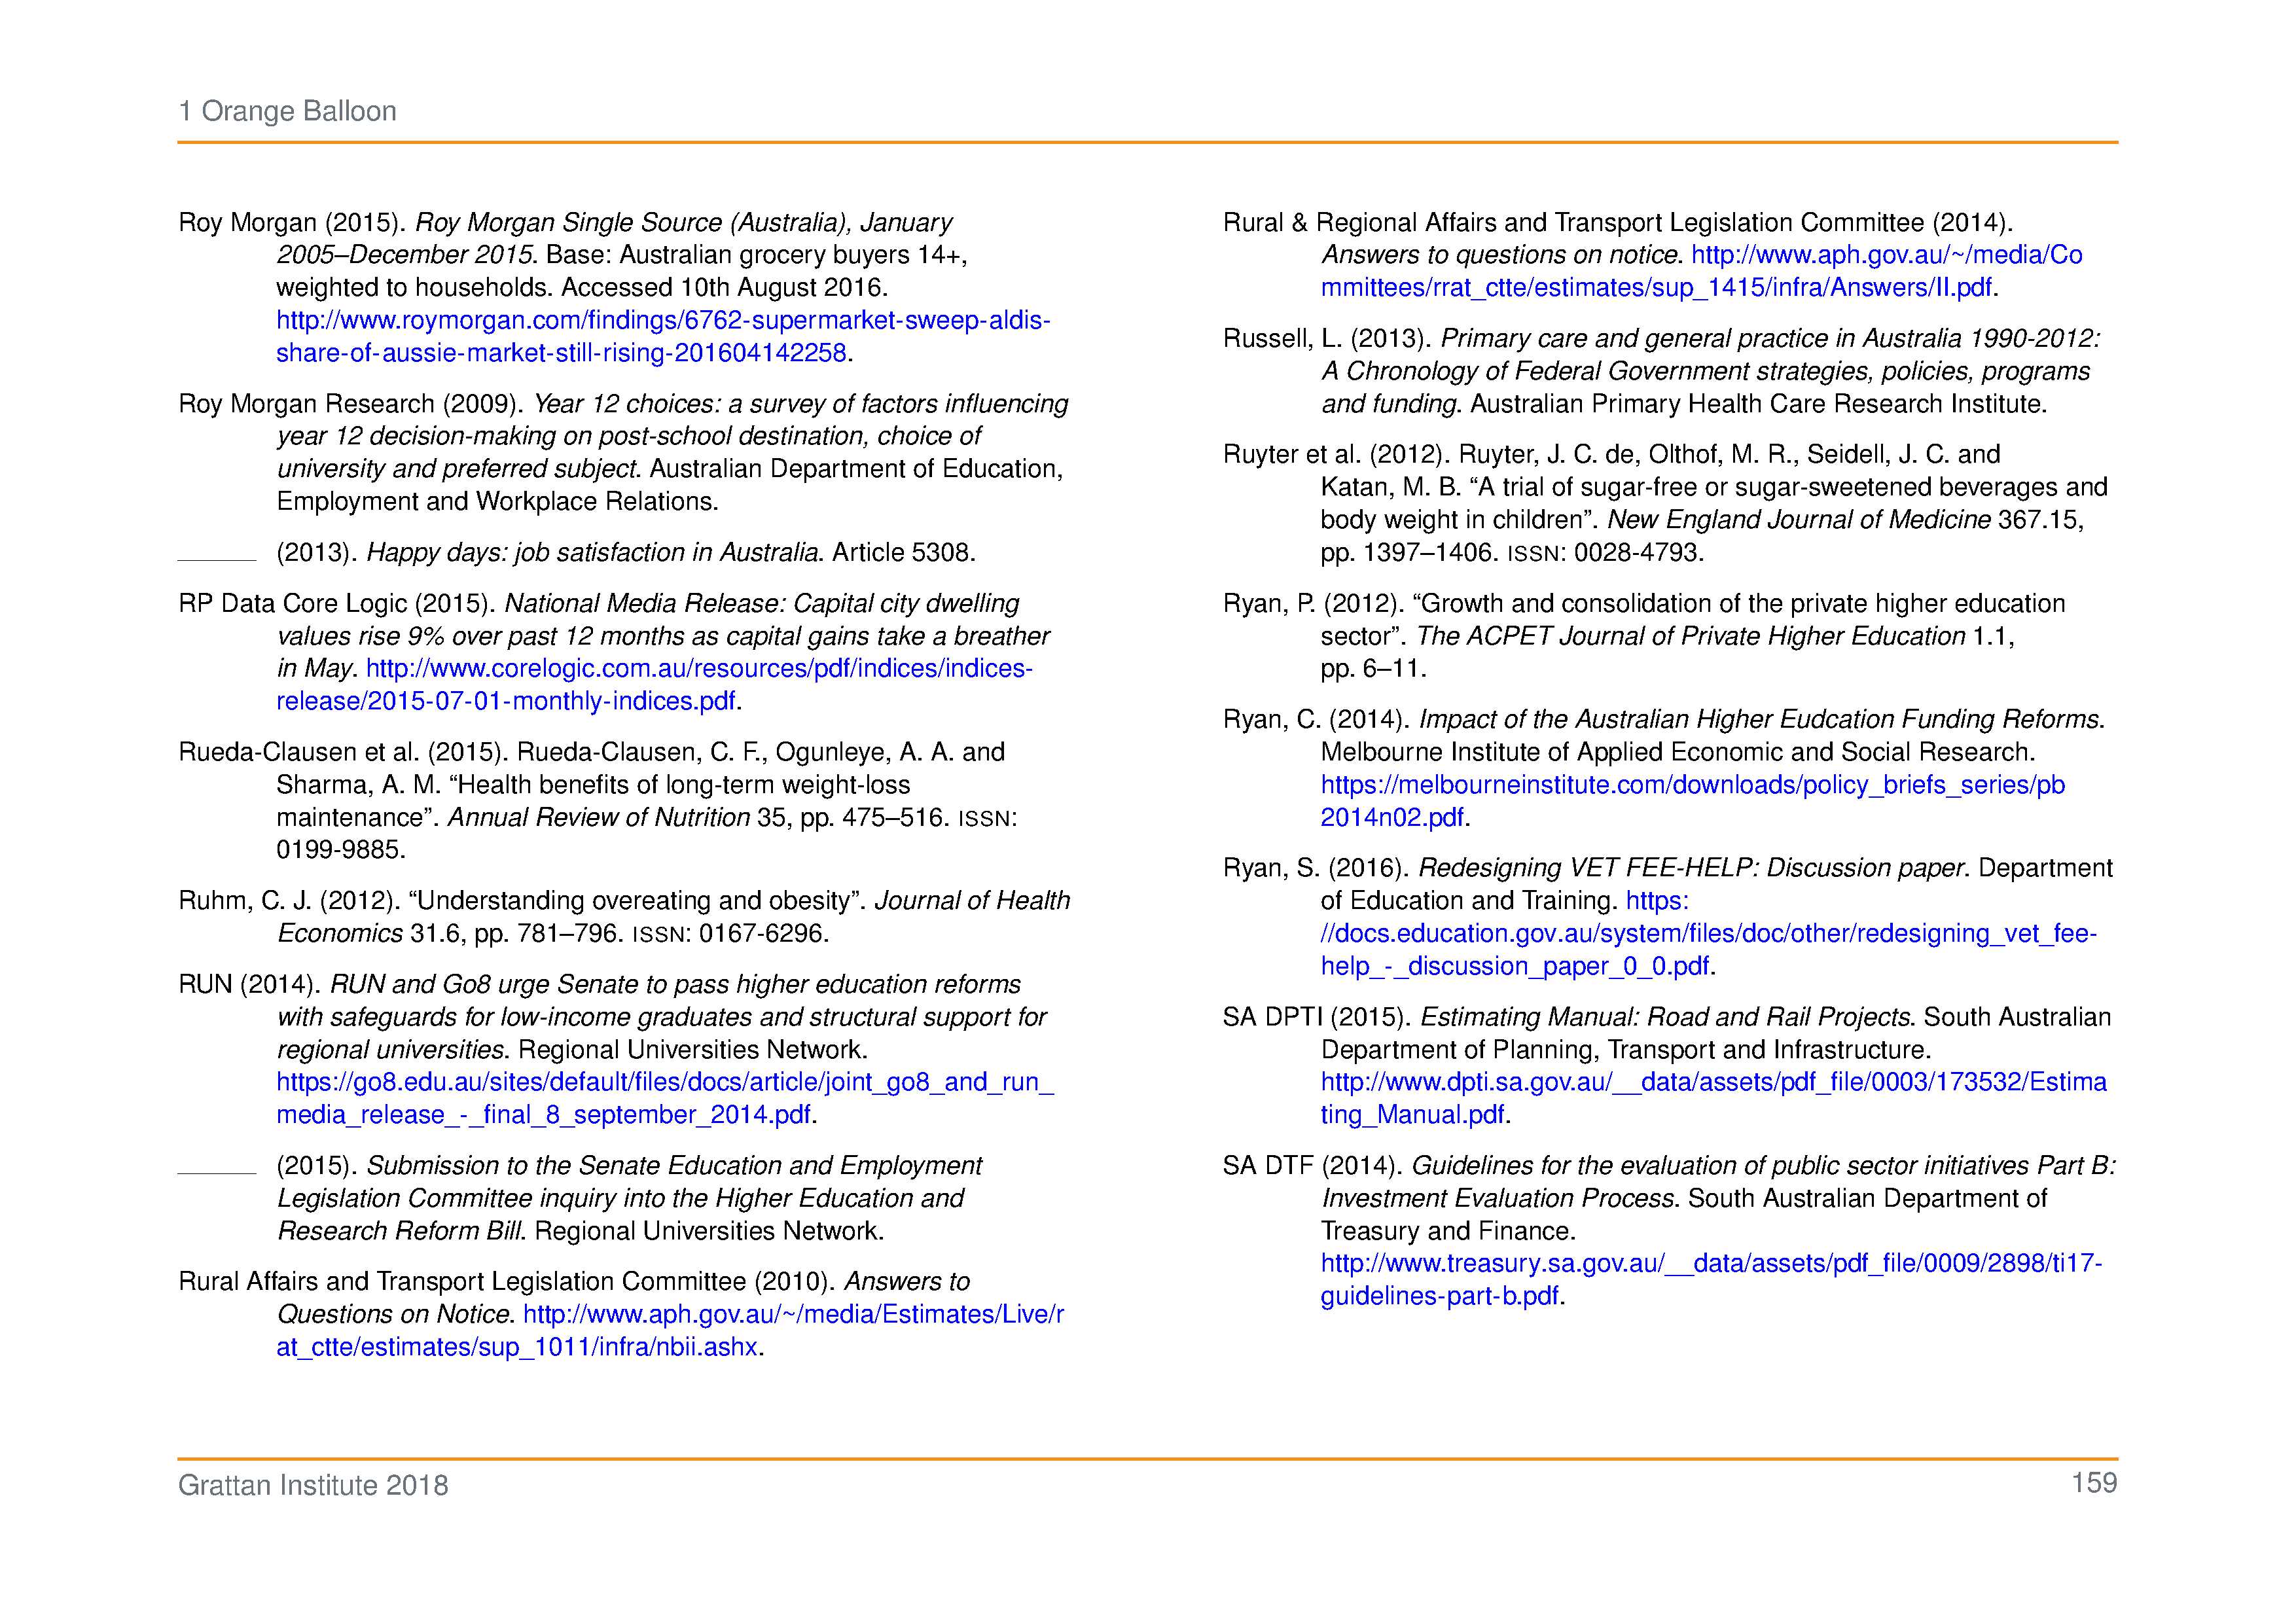 1 Orange Balloon
Roy Morgan (2015). Roy Morgan Single Source (Australia), January
2005–December 2015. Base: Australian grocery buyers 14+,
weighted to households. Accessed 10th August 2016.
http://www.roymorgan.com/findings/6762-supermarket-sweep-aldis-
share-of-aussie-market-still-rising-201604142258.
Roy Morgan Research (2009). Year 12 choices: a survey of factors influencing
year 12 decision-making on post-school destination, choice of
university and preferred subject. Australian Department of Education,
Employment and Workplace Relations.
(2013). Happy days: job satisfaction in Australia. Article 5308.
RP Data Core Logic (2015). National Media Release: Capital city dwelling
values rise 9% over past 12 months as capital gains take a breather
in May. http://www.corelogic.com.au/resources/pdf/indices/indices-
release/2015-07-01-monthly-indices.pdf.
Rueda-Clausen et al. (2015). Rueda-Clausen, C. F., Ogunleye, A. A. and
Sharma, A. M. “Health benefits of long-term weight-loss
maintenance”. Annual Review of Nutrition 35, pp. 475–516. ISSN:
0199-9885.
Ruhm, C. J. (2012). “Understanding overeating and obesity”. Journal of Health
Economics 31.6, pp. 781–796. ISSN: 0167-6296.
RUN (2014). RUN and Go8 urge Senate to pass higher education reforms
with safeguards for low-income graduates and structural support for
regional universities. Regional Universities Network.
https://go8.edu.au/sites/default/files/docs/article/joint_go8_and_run_
media_release_-_final_8_september_2014.pdf.
(2015). Submission to the Senate Education and Employment
Legislation Committee inquiry into the Higher Education and
Research Reform Bill. Regional Universities Network.
Rural Affairs and Transport Legislation Committee (2010). Answers to
Questions on Notice. http://www.aph.gov.au/~/media/Estimates/Live/r
at_ctte/estimates/sup_1011/infra/nbii.ashx.
Rural & Regional Affairs and Transport Legislation Committee (2014).
Answers to questions on notice. http://www.aph.gov.au/~/media/Co
mmittees/rrat_ctte/estimates/sup_1415/infra/Answers/II.pdf.
Russell, L. (2013). Primary care and general practice in Australia 1990-2012:
A Chronology of Federal Government strategies, policies, programs
and funding. Australian Primary Health Care Research Institute.
Ruyter et al. (2012). Ruyter, J. C. de, Olthof, M. R., Seidell, J. C. and
Katan, M. B. “A trial of sugar-free or sugar-sweetened beverages and
body weight in children”. New England Journal of Medicine 367.15,
pp. 1397–1406. ISSN: 0028-4793.
Ryan, P. (2012). “Growth and consolidation of the private higher education
sector”. The ACPET Journal of Private Higher Education 1.1,
pp. 6–11.
Ryan, C. (2014). Impact of the Australian Higher Eudcation Funding Reforms.
Melbourne Institute of Applied Economic and Social Research.
https://melbourneinstitute.com/downloads/policy_briefs_series/pb
2014n02.pdf.
Ryan, S. (2016). Redesigning VET FEE-HELP: Discussion paper. Department
of Education and Training. https:
//docs.education.gov.au/system/files/doc/other/redesigning_vet_fee-
help_-_discussion_paper_0_0.pdf.
SA DPTI (2015). Estimating Manual: Road and Rail Projects. South Australian
Department of Planning, Transport and Infrastructure.
http://www.dpti.sa.gov.au/__data/assets/pdf_file/0003/173532/Estima
ting_Manual.pdf.
SA DTF (2014). Guidelines for the evaluation of public sector initiatives Part B:
Investment Evaluation Process. South Australian Department of
Treasury and Finance.
http://www.treasury.sa.gov.au/__data/assets/pdf_file/0009/2898/ti17-
guidelines-part-b.pdf.
Grattan Institute 2018
159